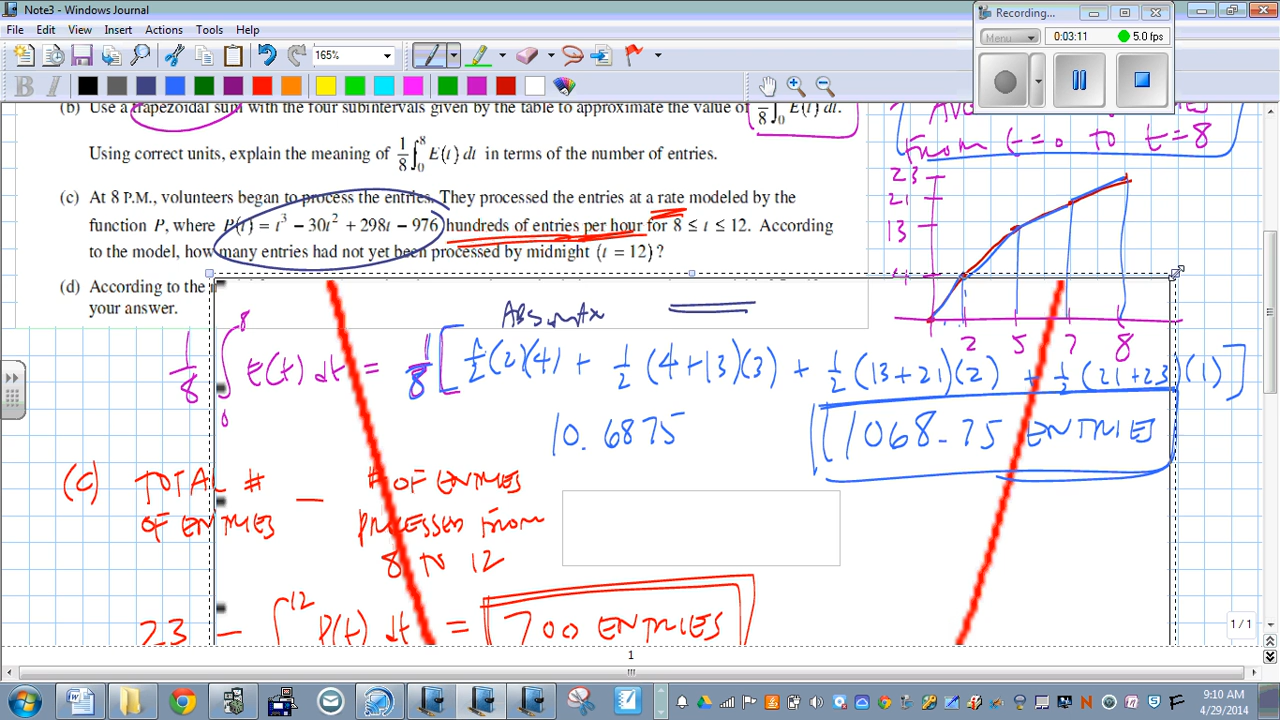 Note3 - Windows Journal
File Edit View Insert Actions Tools Help
165%
Recording...
Menu
0:03:11
5.0 fps
(b) Use a trapezoidal sum with the four subintervals given by the table to approximate the value of 1/8 ∫₀⁸ E(t) dt.
Using correct units, explain the meaning of 1/8 ∫₀⁸ E(t) dt in terms of the number of entries.
(c) At 8 P.M., volunteers began to process the entries. They processed the entries at a rate modeled by the
function P, where P(t) = t³ − 30t² + 298t − 976 hundreds of entries per hour for 8 ≤ t ≤ 12. According
to the model, how many entries had not yet been processed by midnight (t = 12)?
(d) According to the
your answer.
FROM t=0 TO t=8
23
21
13
4
2 5 7 8
ABS. MAX
1/8 ∫₀⁸ E(t) dt = 1/8 [ 1/2 (2)(4) + 1/2 (4+13)(3) + 1/2 (13+21)(2) + 1/2 (21+23)(1) ]
10.6875
1068.75 ENTRIES
(C) TOTAL # OF ENTRIES − # OF ENTRIES PROCESSED FROM 8 TO 12
23 − ∫ 12 P(t) dt = 700 ENTRIES
1 / 1
1
9:10 AM
4/29/2014